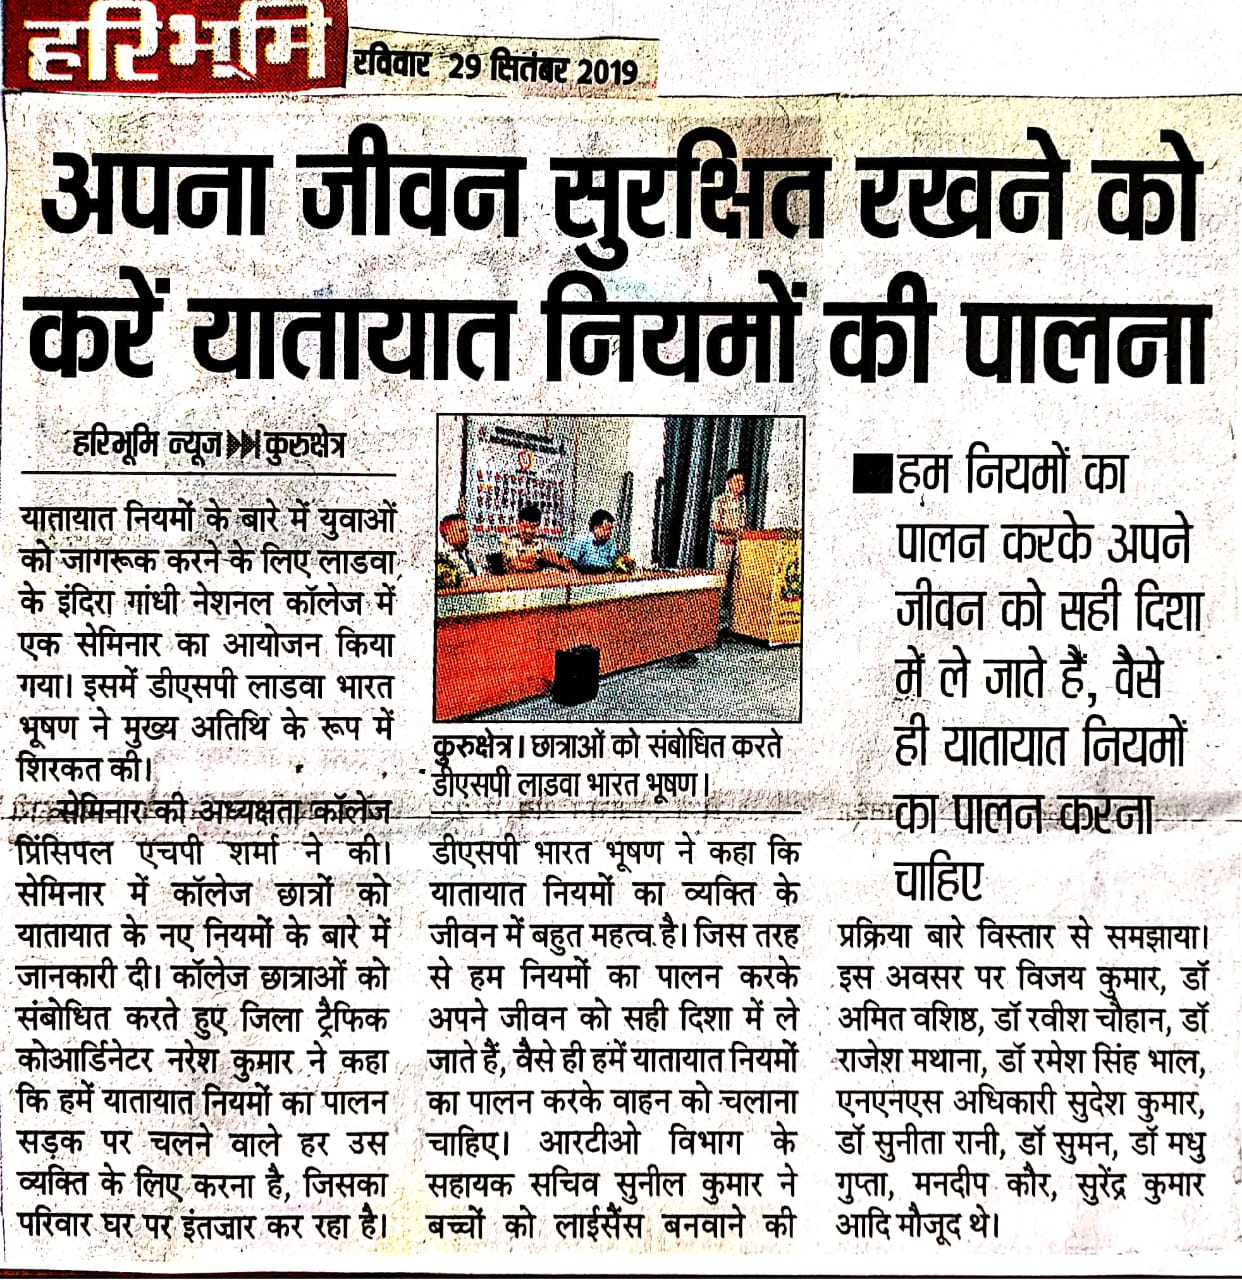 हरिभूमि
रविवार 29 सितंबर 2019
अपना जीवन सुरक्षित रखने को
करें यातायात नियमों की पालना
हरिभूमि न्यूज कुरुक्षेत्र
यातायात नियमों के बारे में युवाओं
को जागरूक करने के लिए लाडवा
के इंदिरा गांधी नेशनल कॉलेज में
एक सेमिनार का आयोजन किया
गया। इसमें डीएसपी लाडवा भारत
भूषण ने मुख्य अतिथि के रूप में
शिरकत की।
सेमिनार की अध्यक्षता कॉलेज
प्रिंसिपल एचपी शर्मा ने की।
सेमिनार में कॉलेज छात्रों को
यातायात के नए नियमों के बारे में
जानकारी दी। कॉलेज छात्राओं को
संबोधित करते हुए जिला ट्रैफिक
कोआर्डिनेटर नरेश कुमार ने कहा
कि हमें यातायात नियमों का पालन
सड़क पर चलने वाले हर उस
व्यक्ति के लिए करना है, जिसका
परिवार घर पर इंतजार कर रहा है।
कुरुक्षेत्र। छात्राओं को संबोधित करते
डीएसपी लाडवा भारत भूषण।
डीएसपी भारत भूषण ने कहा कि
यातायात नियमों का व्यक्ति के
जीवन में बहुत महत्व है। जिस तरह
से हम नियमों का पालन करके
अपने जीवन को सही दिशा में ले
जाते हैं, वैसे ही हमें यातायात नियमों
का पालन करके वाहन को चलाना
चाहिए। आरटीओ विभाग के
सहायक सचिव सुनील कुमार ने
बच्चों को लाईसैंस बनवाने की
हम नियमों का
पालन करके अपने
जीवन को सही दिशा
में ले जाते हैं, वैसे
ही यातायात नियमों
का पालन करना
चाहिए
प्रक्रिया बारे विस्तार से समझाया।
इस अवसर पर विजय कुमार, डॉ
अमित वशिष्ठ, डॉ रवीश चौहान, डॉ
राजेश मथाना, डॉ रमेश सिंह भाल,
एनएनएस अधिकारी सुदेश कुमार,
डॉ सुनीता रानी, डॉ सुमन, डॉ मधु
गुप्ता, मनदीप कौर, सुरेंद्र कुमार
आदि मौजूद थे।